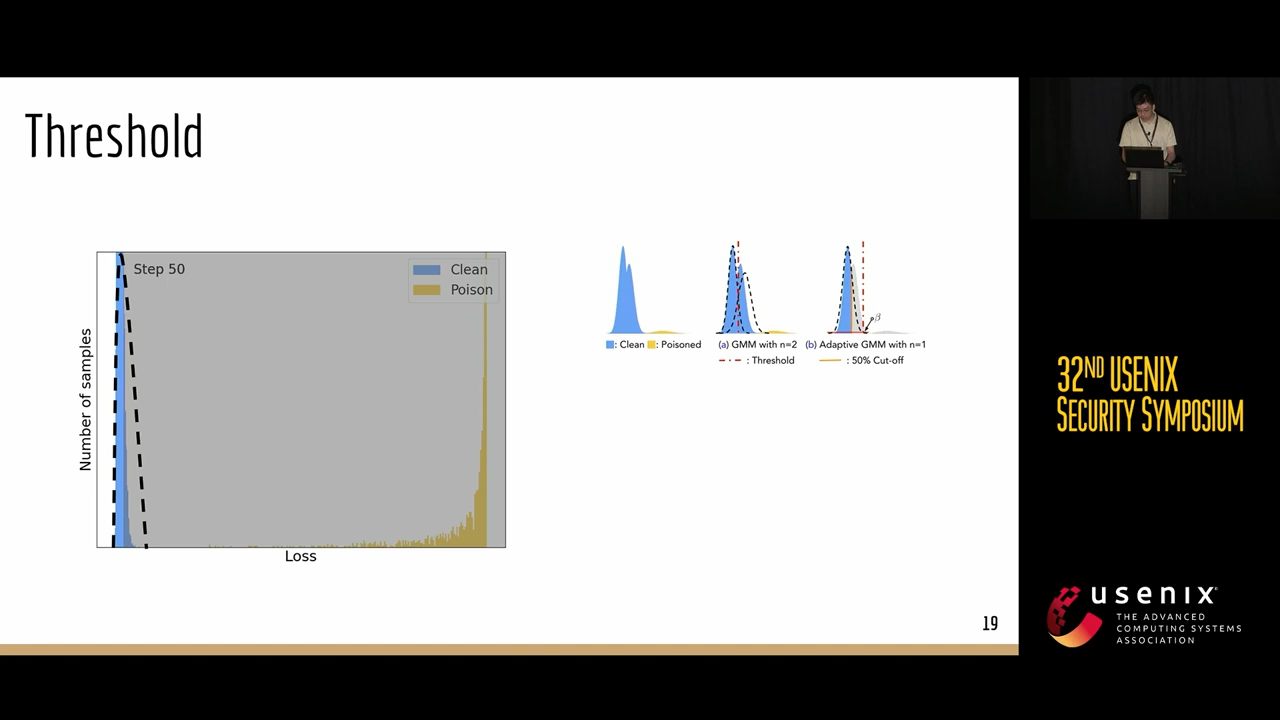 Threshold
Step 50
Clean
Poison
Number of samples
Loss
: Clean : Poisoned
(a) GMM with n=2
(b) Adaptive GMM with n=1
: Threshold
: 50% Cut-off
β
19
32ND USENIX
SECURITY SYMPOSIUM
usenix
THE ADVANCED
COMPUTING SYSTEMS
ASSOCIATION